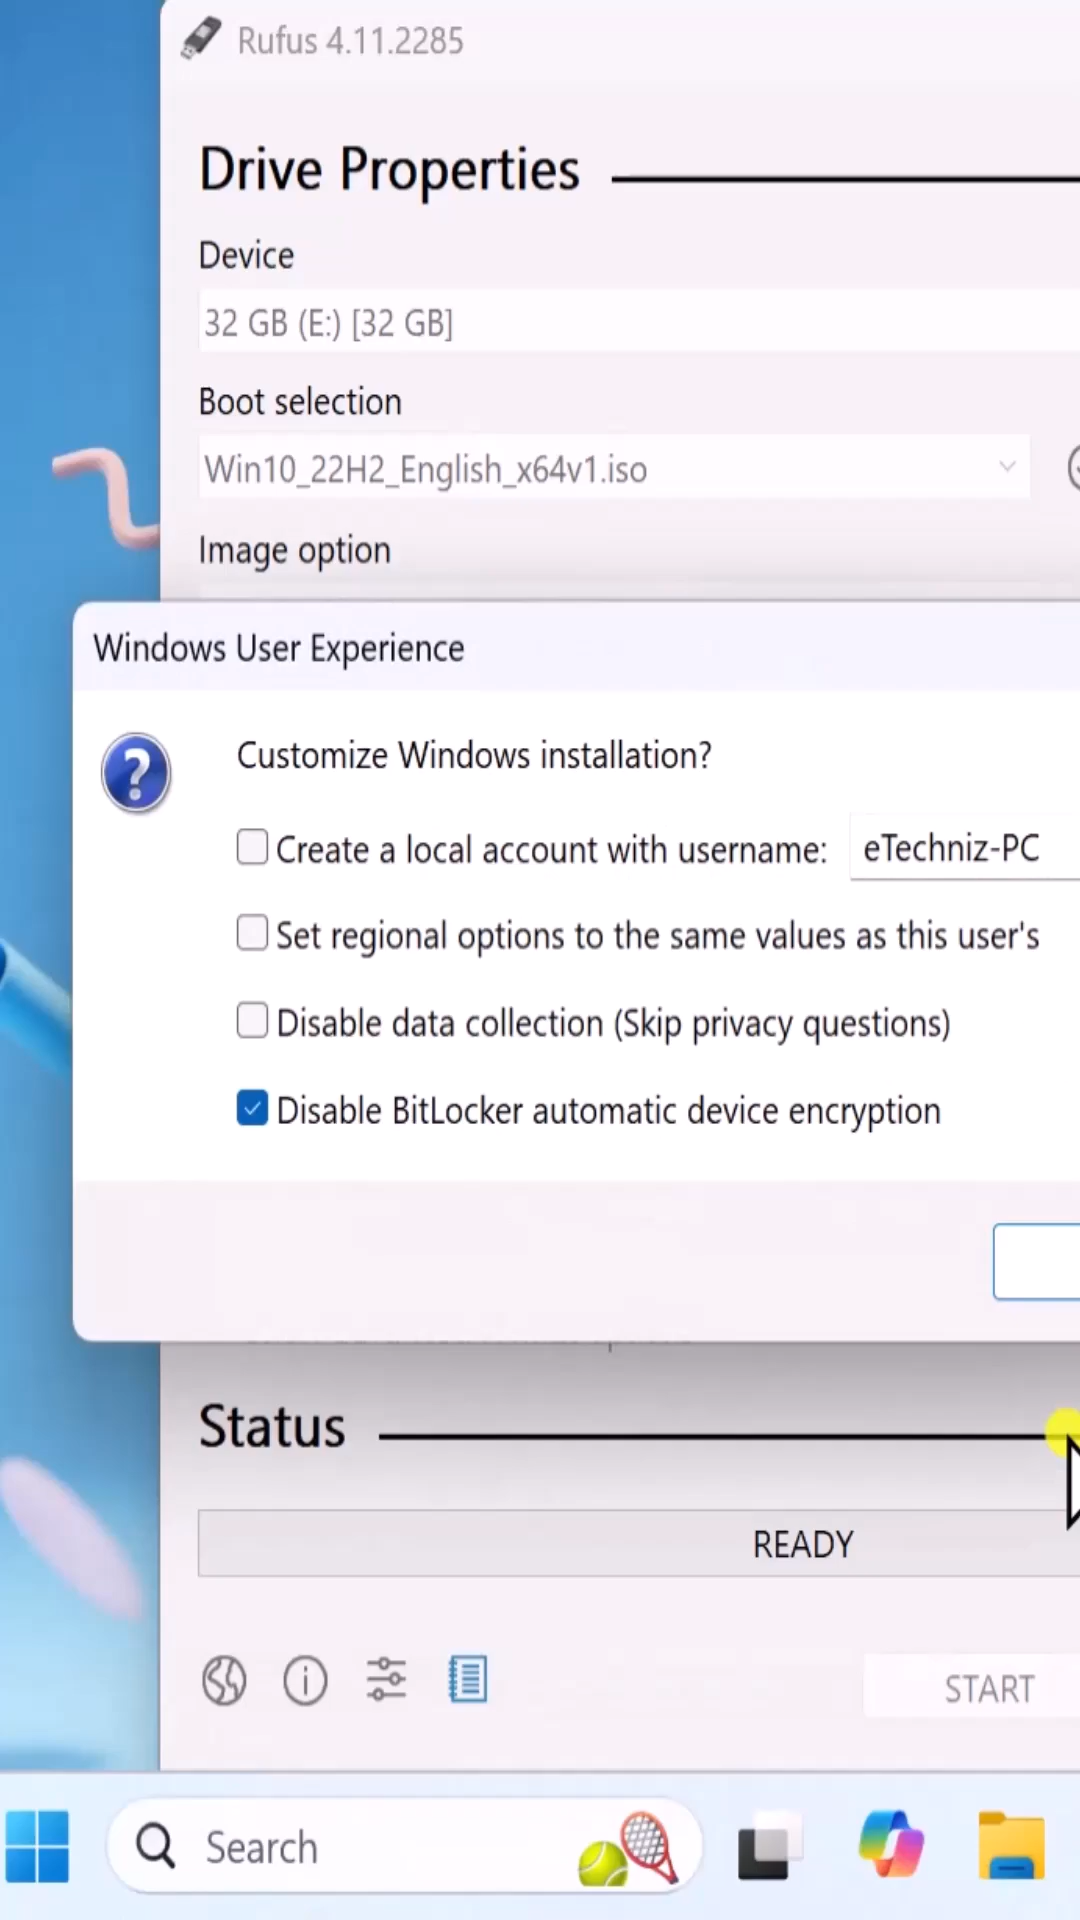 Rufus 4.11.2285
Drive Properties
Device
32 GB (E:) [32 GB]
Boot selection
Win10_22H2_English_x64v1.iso
Image option
Windows User Experience
Customize Windows installation?
Create a local account with username: eTechniz-PC
Set regional options to the same values as this user's
Disable data collection (Skip privacy questions)
Disable BitLocker automatic device encryption
Status
READY
START
Search